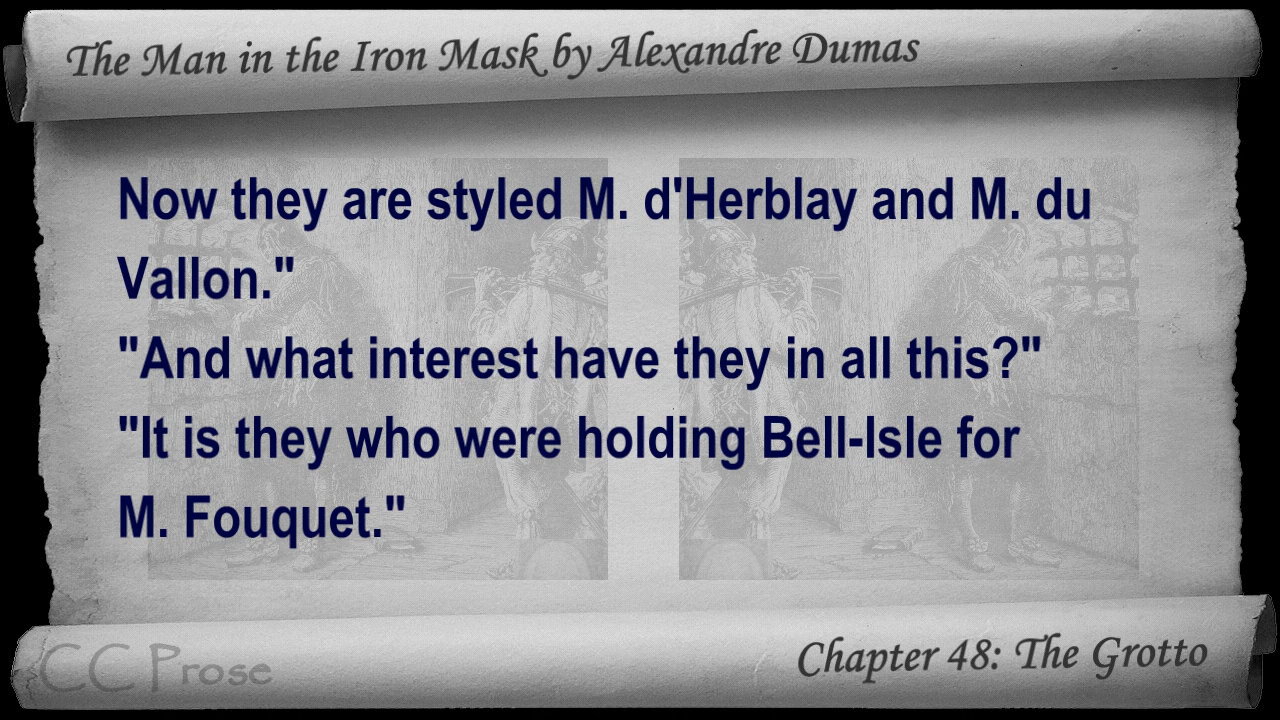 The Man in the Iron Mask by Alexandre Dumas
Now they are styled M. d'Herblay and M. du
Vallon."
"And what interest have they in all this?"
"It is they who were holding Bell-Isle for
M. Fouquet."
CC Prose
Chapter 48: The Grotto